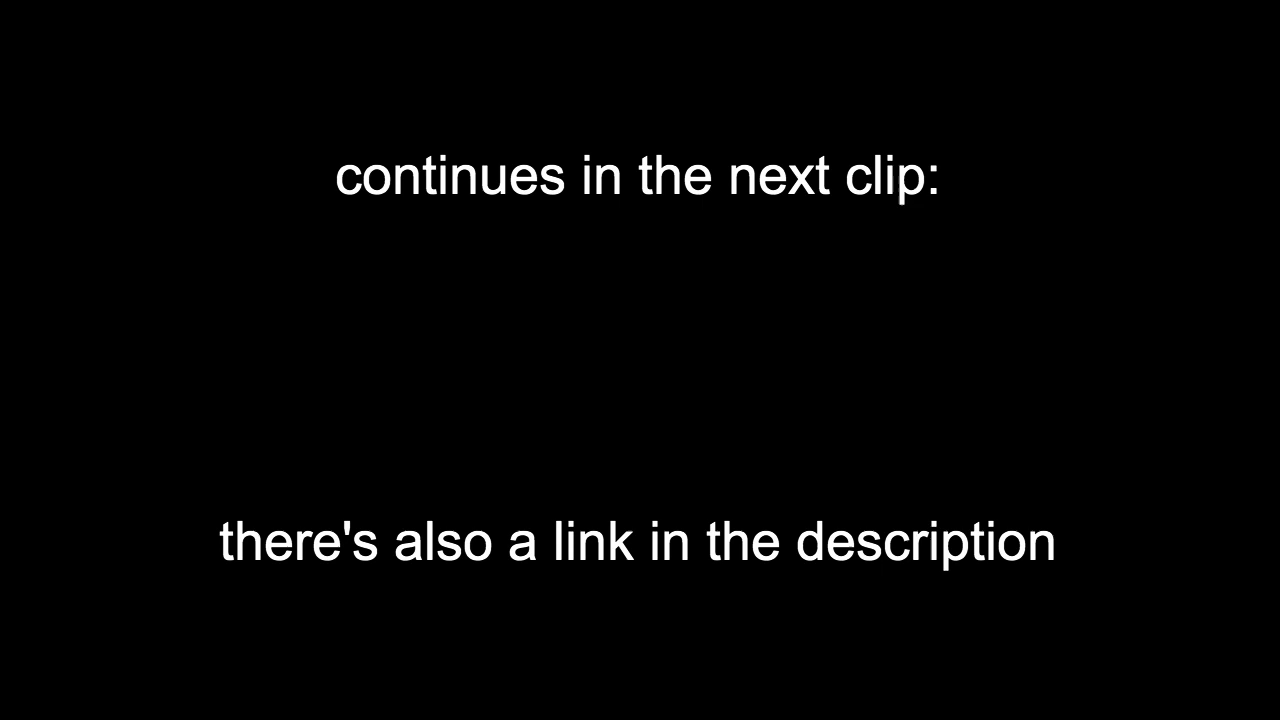 continues in the next clip:
there's also a link in the description